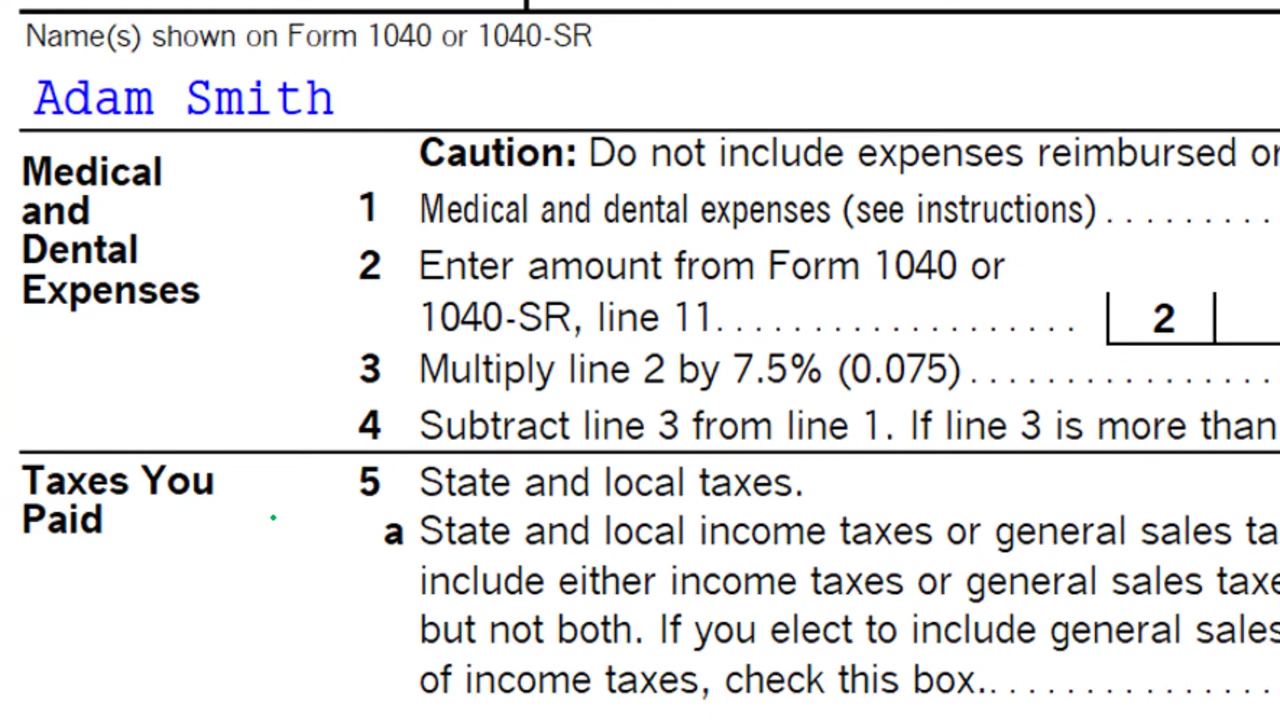 Name(s) shown on Form 1040 or 1040-SR
Adam Smith
Medical
and
Dental
Expenses
Caution: Do not include expenses reimbursed or
1 Medical and dental expenses (see instructions) . . . . . . . . .
2 Enter amount from Form 1040 or
1040-SR, line 11. . . . . . . . . . . . . . . . . . . 2
3 Multiply line 2 by 7.5% (0.075) . . . . . . . . . . . . . . . .
4 Subtract line 3 from line 1. If line 3 is more than
Taxes You
Paid
5 State and local taxes.
a State and local income taxes or general sales
include either income taxes or general sales
but not both. If you elect to include general sales
of income taxes, check this box. . . . . . . . . . . . . . . .